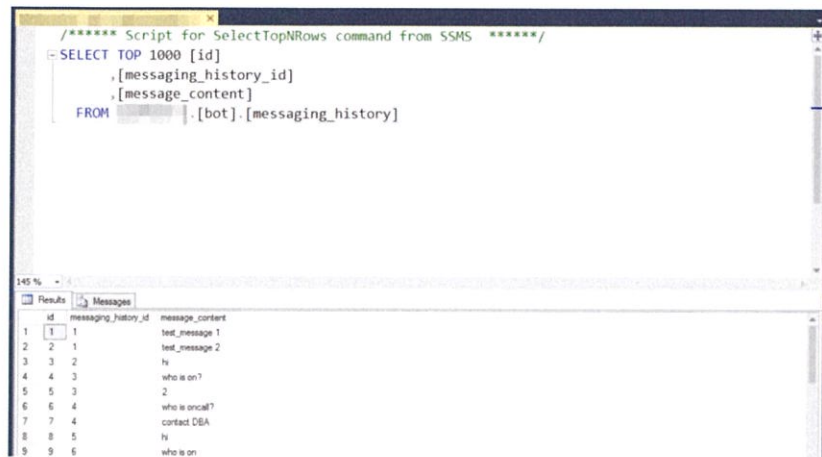 /****** Script for SelectTopNRows command from SSMS ******/
SELECT TOP 1000 [id]
,[messaging_history_id]
,[message_content]
FROM .[bot].[messaging_history]
145 %
Results Messages
id messaging_history_id message_content
1 1 1 test_message 1
2 2 1 test_message 2
3 3 2 hi
4 4 3 who is on?
5 5 3 2
6 6 4 who is oncall?
7 7 4 contact DBA
8 8 5 hi
9 9 6 who is on